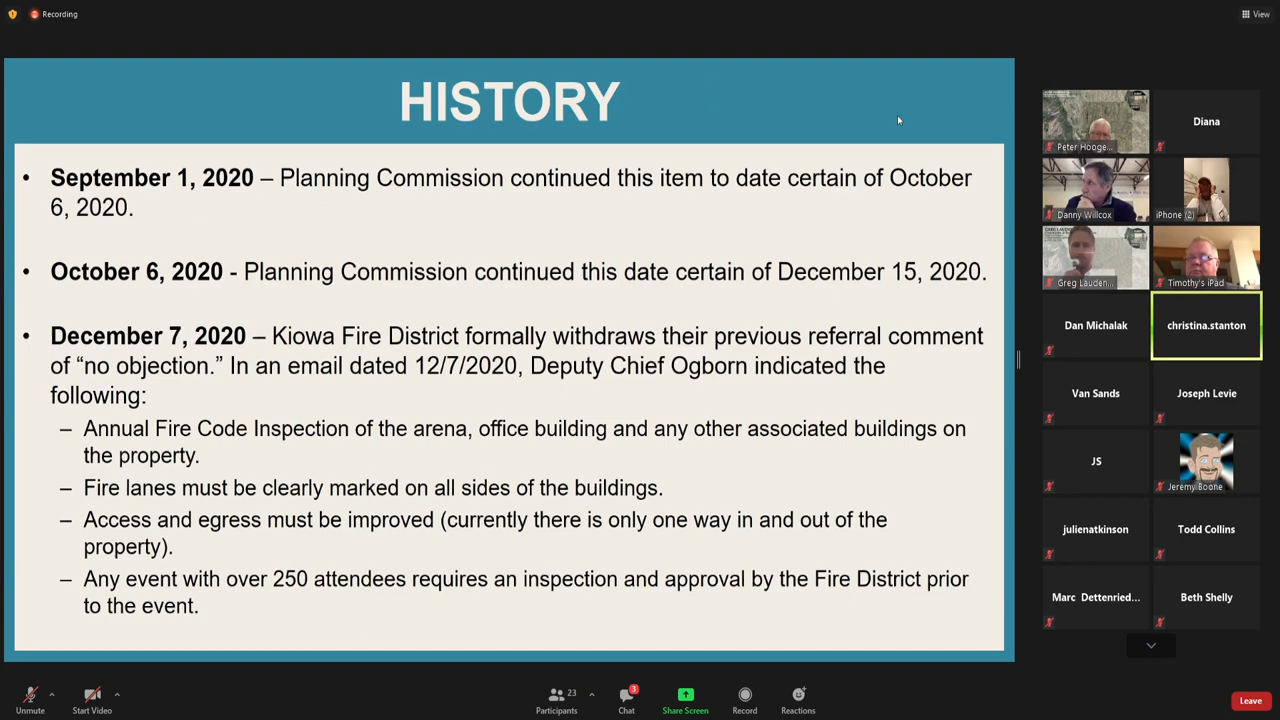 Recording
View
HISTORY
• September 1, 2020 – Planning Commission continued this item to date certain of October
6, 2020.
• October 6, 2020 - Planning Commission continued this date certain of December 15, 2020.
• December 7, 2020 – Kiowa Fire District formally withdraws their previous referral comment
of “no objection.” In an email dated 12/7/2020, Deputy Chief Ogborn indicated the
following:
– Annual Fire Code Inspection of the arena, office building and any other associated buildings on
the property.
– Fire lanes must be clearly marked on all sides of the buildings.
– Access and egress must be improved (currently there is only one way in and out of the
property).
– Any event with over 250 attendees requires an inspection and approval by the Fire District prior
to the event.
Peter Hooge...
Diana
Danny Willcox
iPhone (2)
Greg Lauden...
Timothy's iPad
Dan Michalak
christina.stanton
Van Sands
Joseph Levie
JS
Jeremy Boone
julienatkinson
Todd Collins
Marc Dettenried...
Beth Shelly
Unmute
Start Video
23
Participants
3
Chat
Share Screen
Record
Reactions
Leave